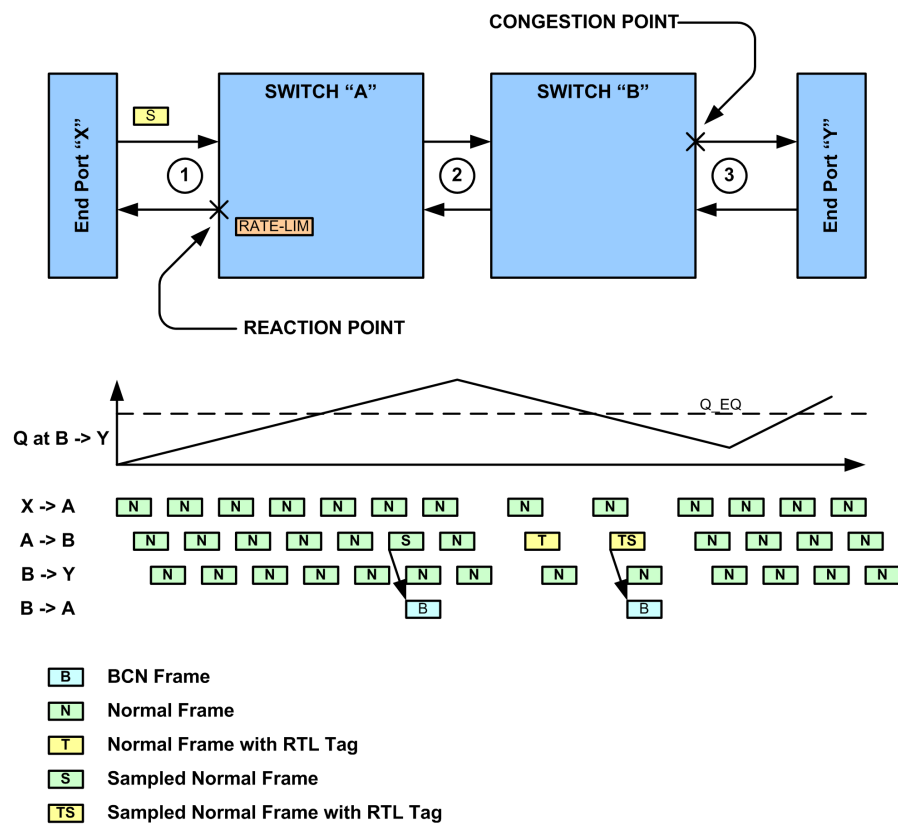 CONGESTION POINT
End Port "X"
S
SWITCH "A"
SWITCH "B"
End Port "Y"
1
2
3
RATE-LIM
REACTION POINT
Q_EQ
Q at B -> Y
X -> A N N N N N N N N N N N N N
A -> B N N N N N S N T TS N N N N
B -> Y N N N N N N N N N N N N N
B -> A B B
B BCN Frame
N Normal Frame
T Normal Frame with RTL Tag
S Sampled Normal Frame
TS Sampled Normal Frame with RTL Tag